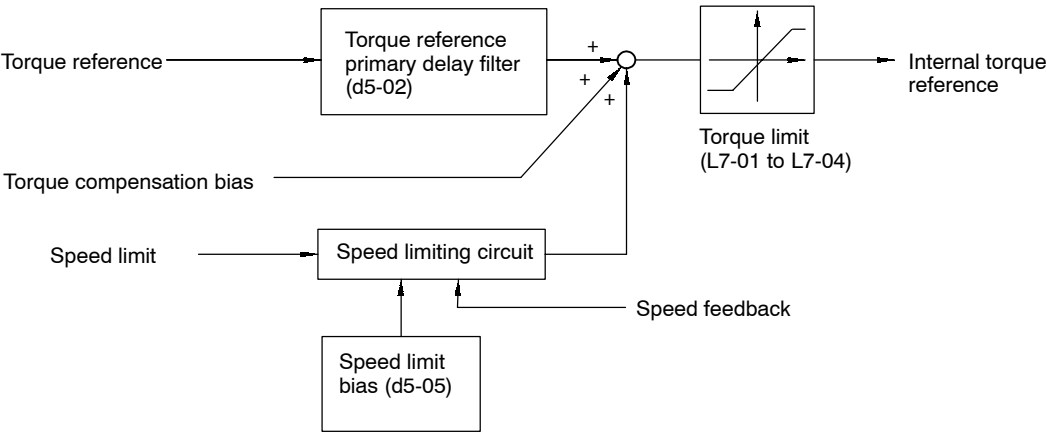 Torque reference
Torque reference
primary delay filter
(d5-02)
+
+
+
Internal torque
reference
Torque limit
(L7-01 to L7-04)
Torque compensation bias
Speed limit
Speed limiting circuit
Speed feedback
Speed limit
bias (d5-05)